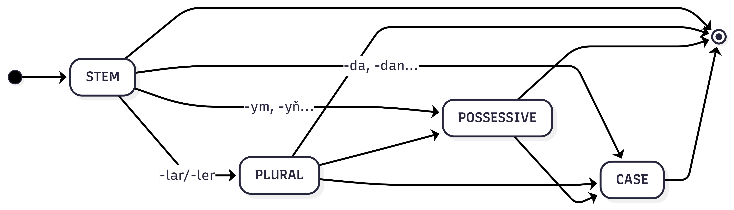 STEM
-da, -dan...
-ym, -yň...
POSSESSIVE
-lar/-ler
PLURAL
CASE